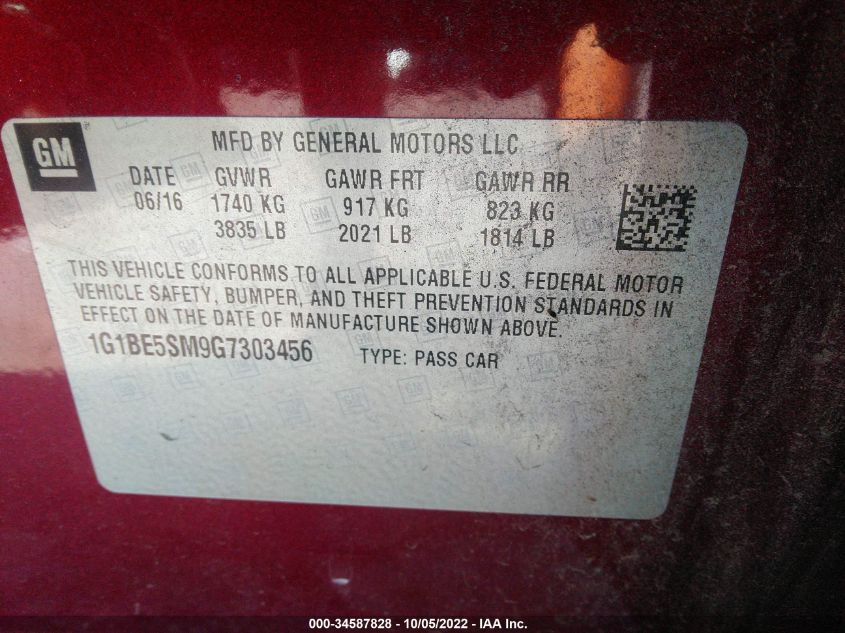 GM
MFD BY GENERAL MOTORS LLC
DATE GVWR GAWR FRT GAWR RR
06/16 1740 KG 917 KG 823 KG
3835 LB 2021 LB 1814 LB
THIS VEHICLE CONFORMS TO ALL APPLICABLE U.S. FEDERAL MOTOR
VEHICLE SAFETY, BUMPER, AND THEFT PREVENTION STANDARDS IN
EFFECT ON THE DATE OF MANUFACTURE SHOWN ABOVE.
1G1BE5SM9G7303456 TYPE: PASS CAR
000-34587828 - 10/05/2022 - IAA Inc.